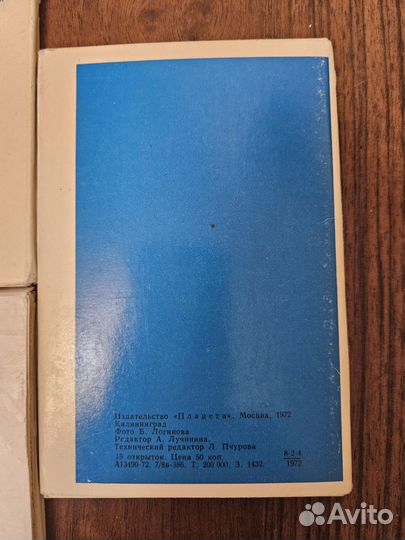 Издательство «Планета». Москва, 1972
Калининград
Фото Б. Логинова
Редактор А. Лучинина.
Технический редактор Л. Пчурова
15 открыток. Цена 50 коп.
А13490-72. 7/8в-386. Т. 200 000. З. 1432.
8-2-4
1972
Avito